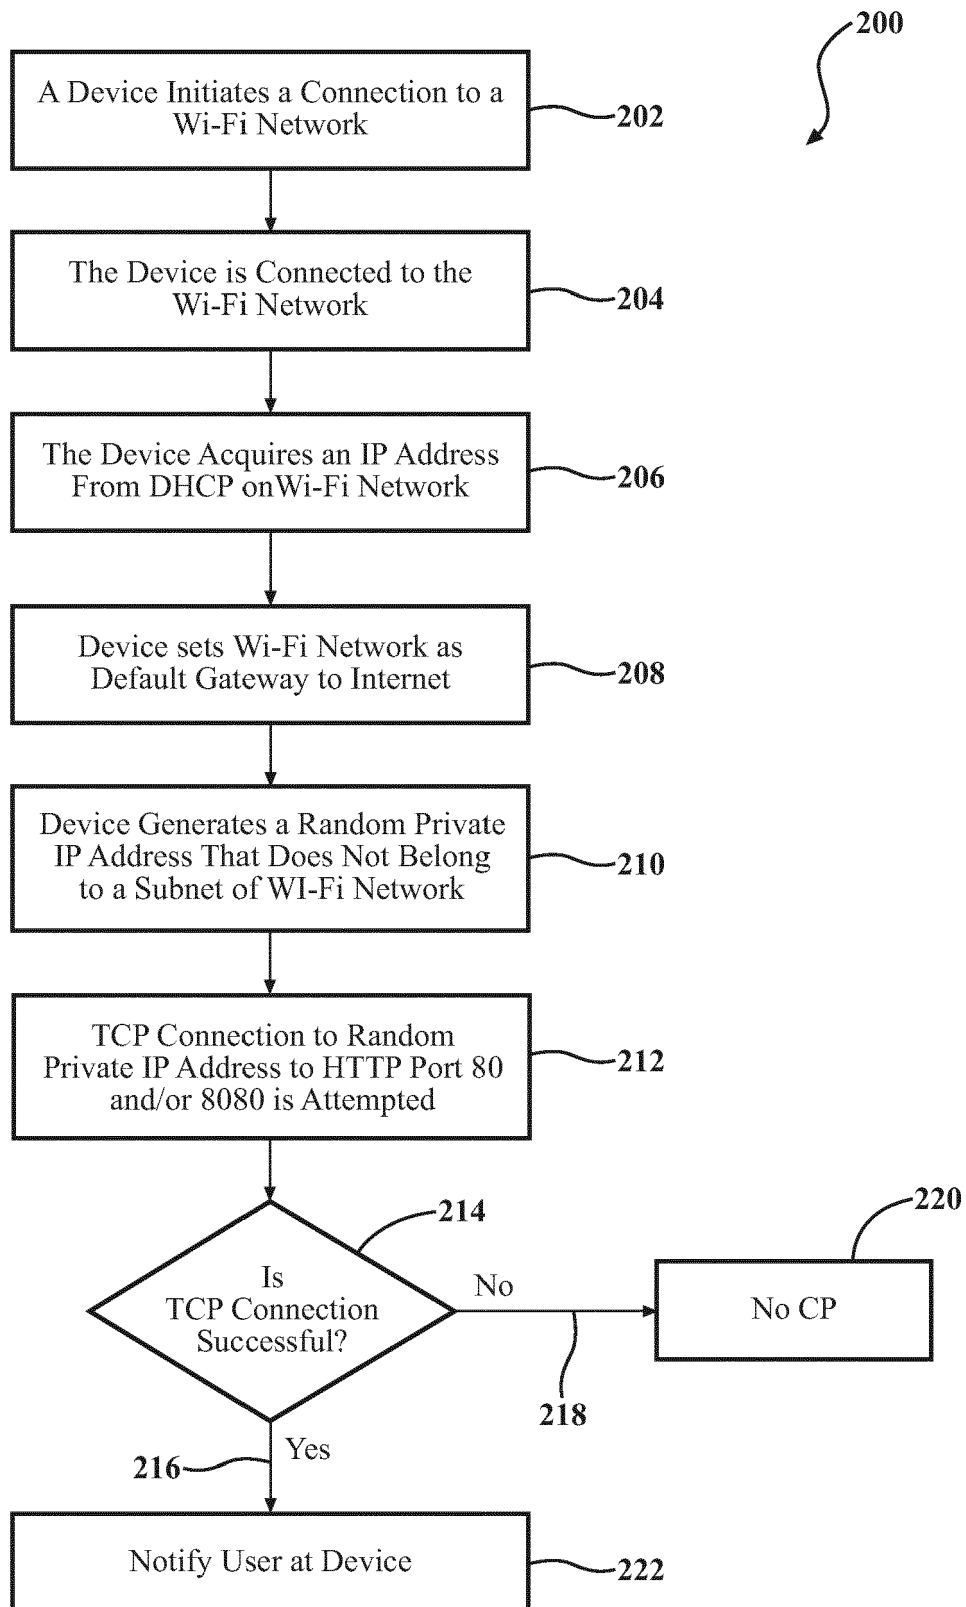 200
A Device Initiates a Connection to a
Wi-Fi Network
202
The Device is Connected to the
Wi-Fi Network
204
The Device Acquires an IP Address
From DHCP onWi-Fi Network
206
Device sets Wi-Fi Network as
Default Gateway to Internet
208
Device Generates a Random Private
IP Address That Does Not Belong
to a Subnet of WI-Fi Network
210
TCP Connection to Random
Private IP Address to HTTP Port 80
and/or 8080 is Attempted
212
214
Is
TCP Connection
Successful?
No
218
220
No CP
216
Yes
Notify User at Device
222